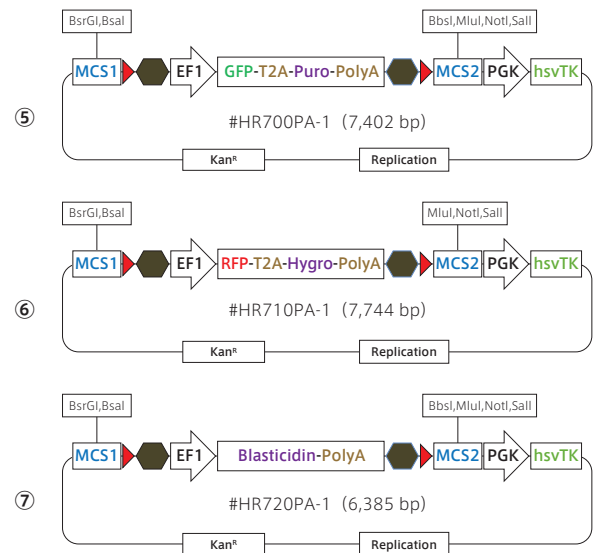 BsrGI,BsaI
BbsI,MluI,NotI,SalI
MCS1
EF1
GFP-T2A-Puro-PolyA
MCS2
PGK
hsvTK
⑤
#HR700PA-1 (7,402 bp)
Kanᴿ
Replication
BsrGI,BsaI
MluI,NotI,SalI
MCS1
EF1
RFP-T2A-Hygro-PolyA
MCS2
PGK
hsvTK
⑥
#HR710PA-1 (7,744 bp)
Kanᴿ
Replication
BsrGI,BsaI
BbsI,MluI,NotI,SalI
MCS1
EF1
Blasticidin-PolyA
MCS2
PGK
hsvTK
⑦
#HR720PA-1 (6,385 bp)
Kanᴿ
Replication